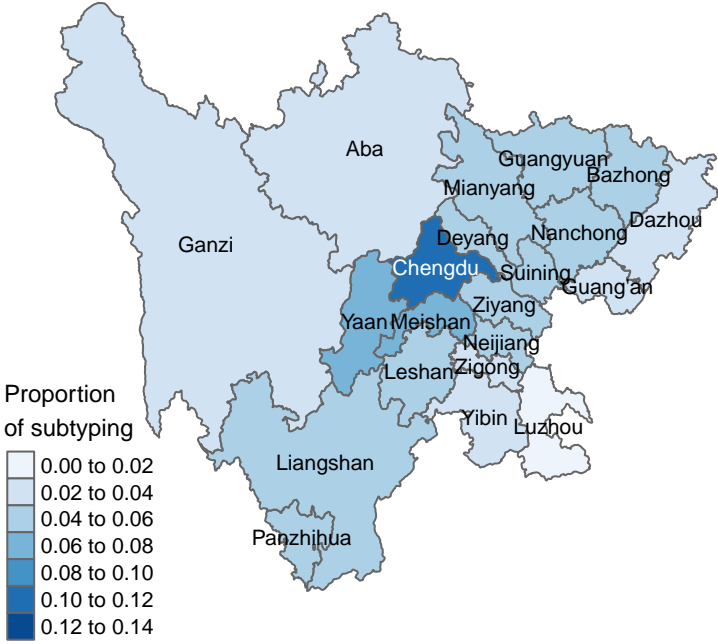 Aba
Guangyuan
Bazhong
Mianyang
Dazhou
Ganzi
Deyang
Nanchong
Chengdu
Suining
Guang'an
Ziyang
Yaan
Meishan
Neijiang
Leshan
Zigong
Yibin
Luzhou
Liangshan
Panzhihua
Proportion
of subtyping
0.00 to 0.02
0.02 to 0.04
0.04 to 0.06
0.06 to 0.08
0.08 to 0.10
0.10 to 0.12
0.12 to 0.14